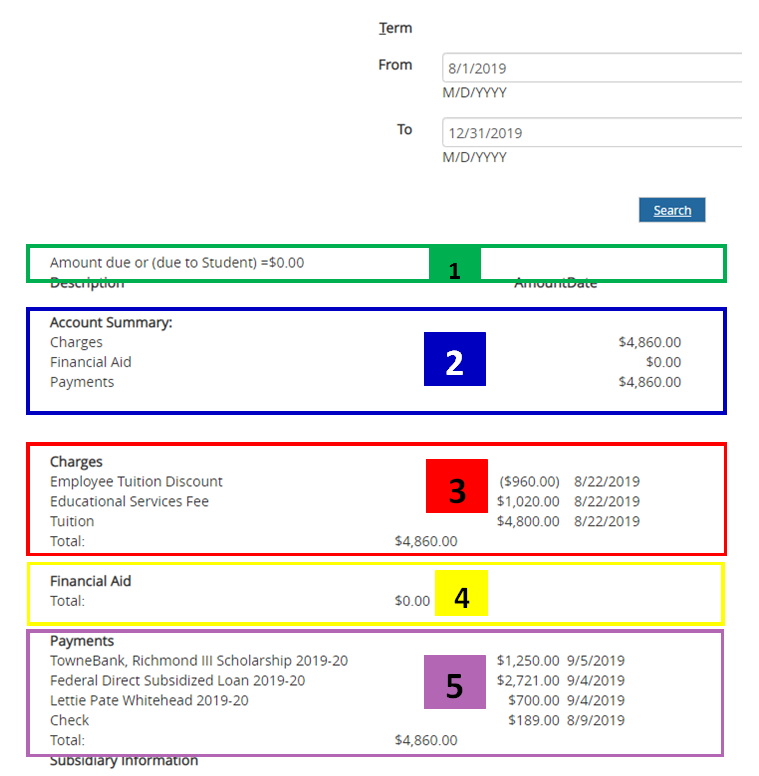 Term
From 8/1/2019
M/D/YYYY
To 12/31/2019
M/D/YYYY
Search
Amount due or (due to Student) =$0.00 1
Description AmountDate
Account Summary:
Charges $4,860.00
Financial Aid 2 $0.00
Payments $4,860.00
Charges
Employee Tuition Discount ($960.00) 8/22/2019
Educational Services Fee 3 $1,020.00 8/22/2019
Tuition $4,800.00 8/22/2019
Total: $4,860.00
Financial Aid
Total: $0.00 4
Payments
TowneBank, Richmond III Scholarship 2019-20 $1,250.00 9/5/2019
Federal Direct Subsidized Loan 2019-20 5 $2,721.00 9/4/2019
Lettie Pate Whitehead 2019-20 $700.00 9/4/2019
Check $189.00 8/9/2019
Total: $4,860.00
Subsidiary Information